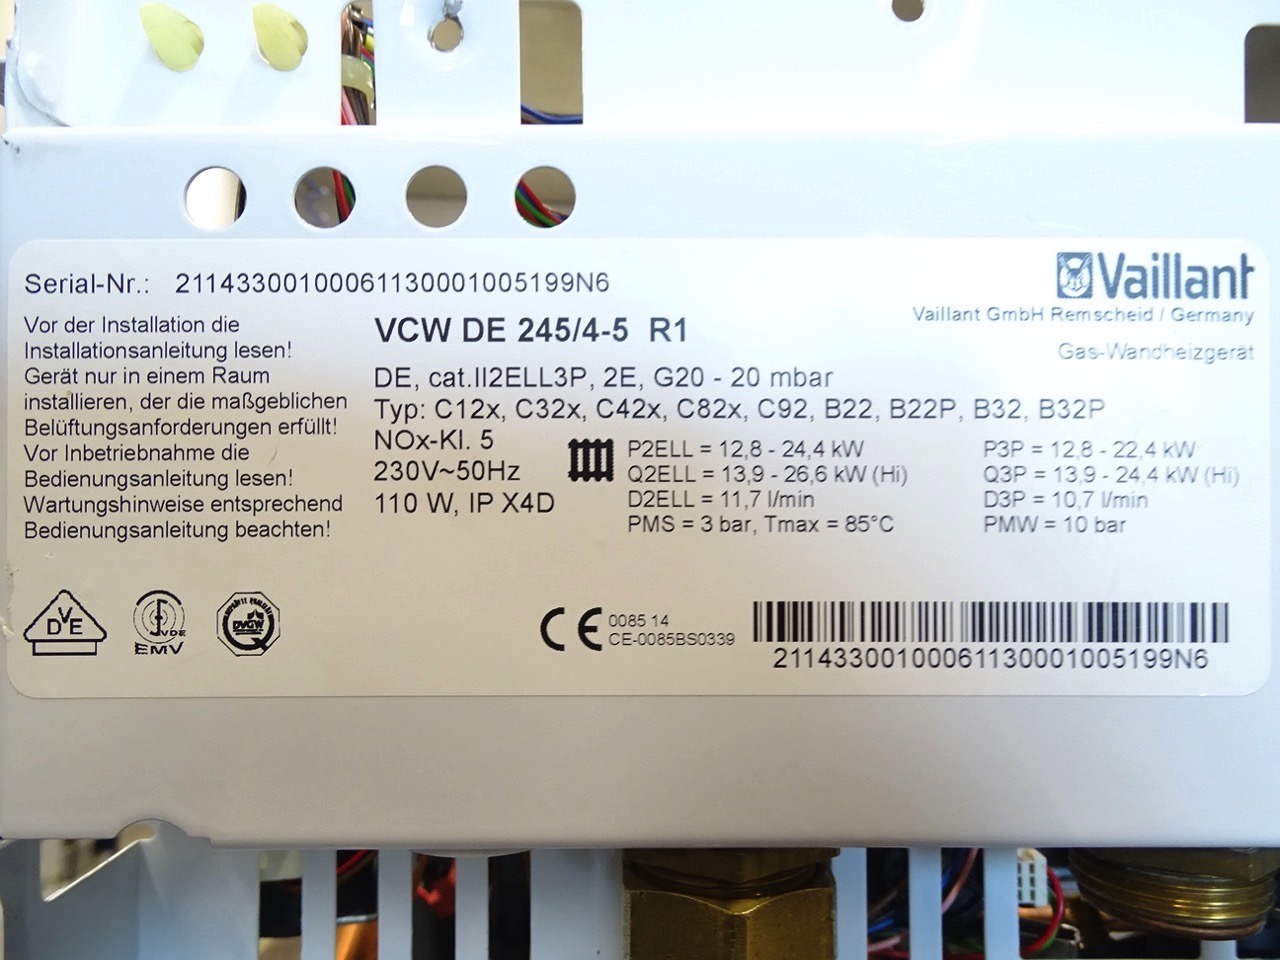 Serial-Nr.: 21143300100061130001005199N6
Vaillant
Vaillant GmbH Remscheid / Germany
Gas-Wandheizgerät
Vor der Installation die
Installationsanleitung lesen!
Gerät nur in einem Raum
installieren, der die maßgeblichen
Belüftungsanforderungen erfüllt!
Vor Inbetriebnahme die
Bedienungsanleitung lesen!
Wartungshinweise entsprechend
Bedienungsanleitung beachten!
VCW DE 245/4-5 R1
DE, cat.II2ELL3P, 2E, G20 - 20 mbar
Typ: C12x, C32x, C42x, C82x, C92, B22, B22P, B32, B32P
NOx-Kl. 5
230V~50Hz
110 W, IP X4D
P2ELL = 12,8 - 24,4 kW
Q2ELL = 13,9 - 26,6 kW (Hi)
D2ELL = 11,7 l/min
PMS = 3 bar, Tmax = 85°C
P3P = 12,8 - 22,4 kW
Q3P = 13,9 - 24,4 kW (Hi)
D3P = 10,7 l/min
PMW = 10 bar
VDE
VDE
EMV
DVGW
CE 0085 14
CE-0085BS0339
21143300100061130001005199N6